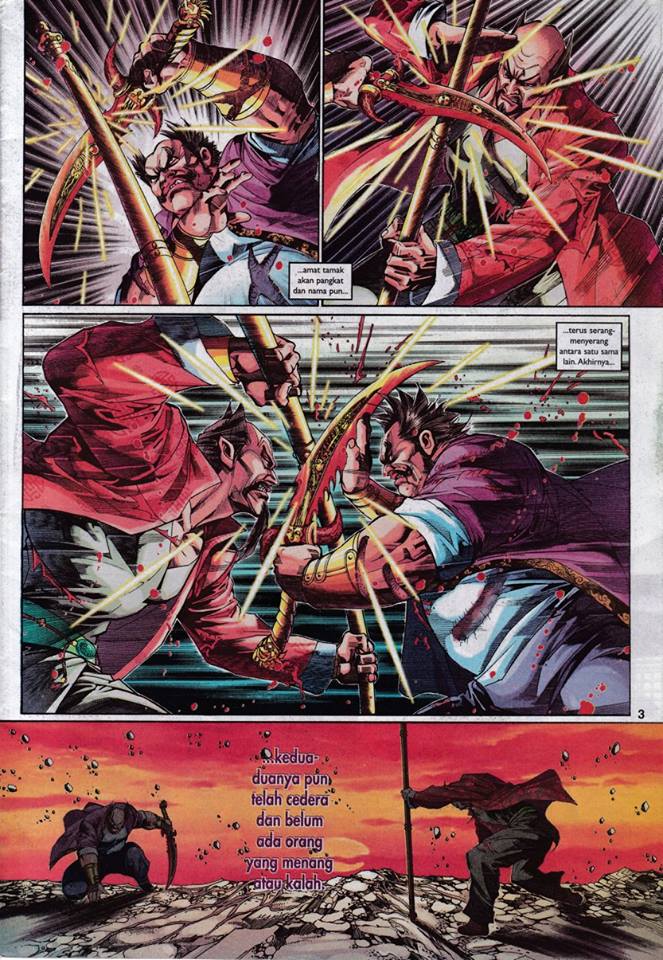 ...amat tamak
akan pangkat
dan nama pun...
...terus serang-
menyerang
antara satu sama
lain. Akhirnya...
3
...kedua-
duanya pun
telah cedera
dan belum
ada orang
yang menang
atau kalah.